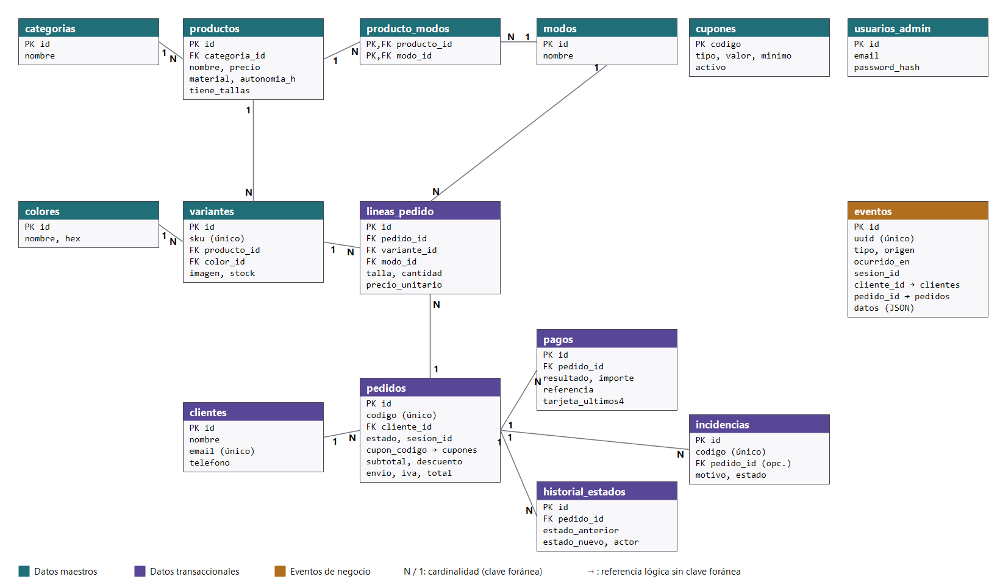 categorias
PK id
nombre
1
N
productos
PK id
FK categoria_id
nombre, precio
material, autonomia_h
tiene_tallas
1
N
producto_modos
PK,FK producto_id
PK,FK modo_id
N 1
modos
PK id
nombre
1
cupones
PK codigo
tipo, valor, minimo
activo
usuarios_admin
PK id
email
password_hash
1
N
N
colores
PK id
nombre, hex
1
N
variantes
PK id
sku (único)
FK producto_id
FK color_id
imagen, stock
1
N
lineas_pedido
PK id
FK pedido_id
FK variante_id
FK modo_id
talla, cantidad
precio_unitario
eventos
PK id
uuid (único)
tipo, origen
ocurrido_en
sesion_id
cliente_id → clientes
pedido_id → pedidos
datos (JSON)
N
1
pagos
PK id
FK pedido_id
resultado, importe
referencia
tarjeta_ultimos4
N
clientes
PK id
nombre
email (único)
telefono
1
N
pedidos
PK id
codigo (único)
FK cliente_id
estado, sesion_id
cupon_codigo → cupones
subtotal, descuento
envio, iva, total
1
1
1
N
incidencias
PK id
codigo (único)
FK pedido_id (opc.)
motivo, estado
N
historial_estados
PK id
FK pedido_id
estado_anterior
estado_nuevo, actor
Datos maestros
Datos transaccionales
Eventos de negocio
N / 1: cardinalidad (clave foránea)
→ : referencia lógica sin clave foránea